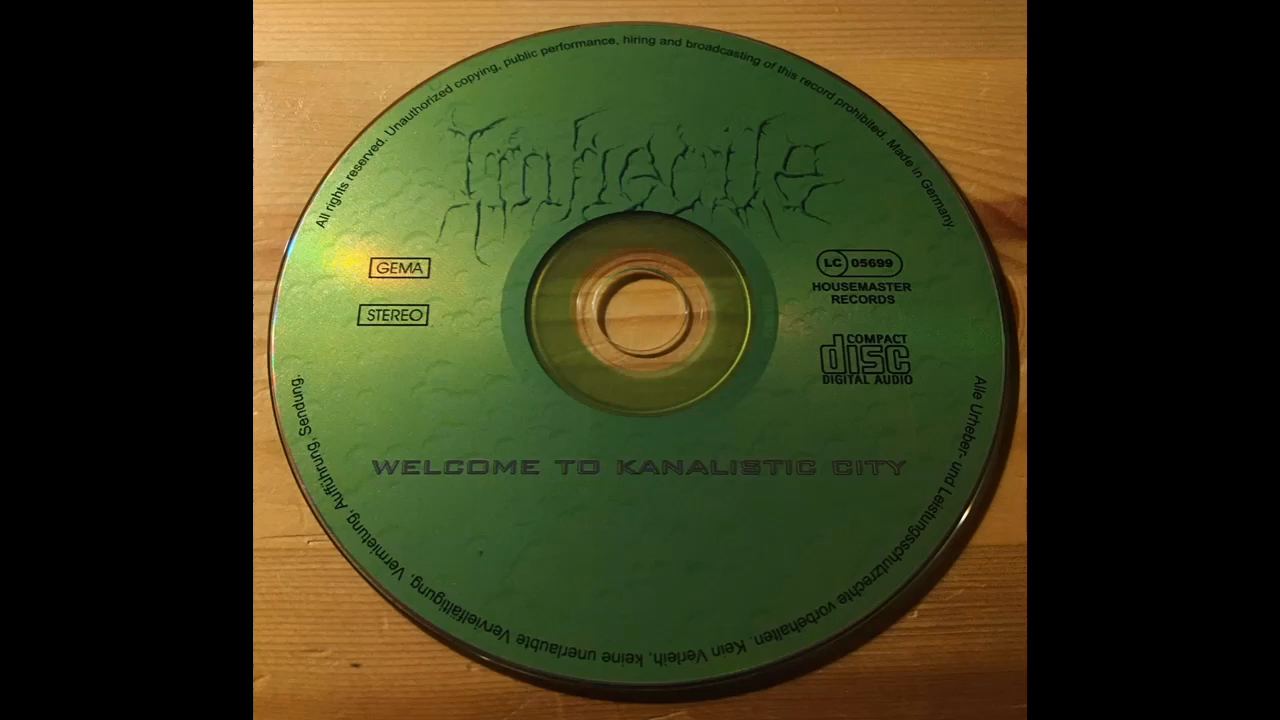 All rights reserved. Unauthorized copying, public performance, hiring and broadcasting of this record prohibited. Made in Germany.
Imbecile
GEMA
LC 05699
HOUSEMASTER
RECORDS
STEREO
COMPACT
disc
DIGITAL AUDIO
WELCOME TO KANALISTIC CITY
Alle Urheber- und Leistungsschutzrechte vorbehalten. Kein Verleih, keine unerlaubte Vervielfältigung, Vermietung, Aufführung, Sendung.